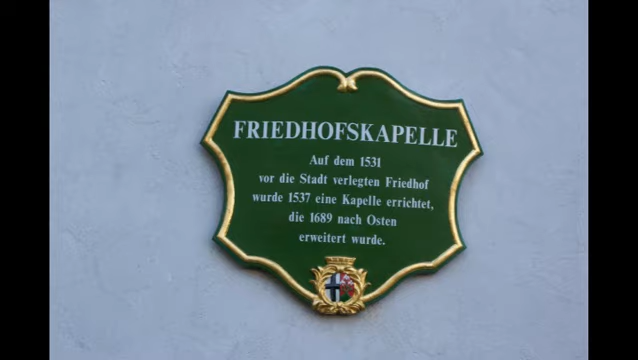 FRIEDHOFSKAPELLE
Auf dem 1531
vor die Stadt verlegten Friedhof
wurde 1537 eine Kapelle errichtet,
die 1689 nach Osten
erweitert wurde.